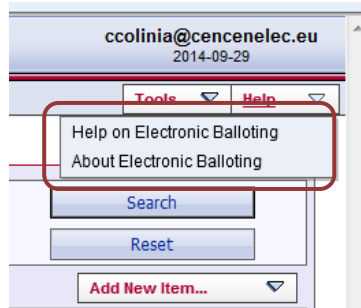 ccolinia@cencenelec.eu
2014-09-29
Tools Help
Help on Electronic Balloting
About Electronic Balloting
Search
Reset
Add New Item...